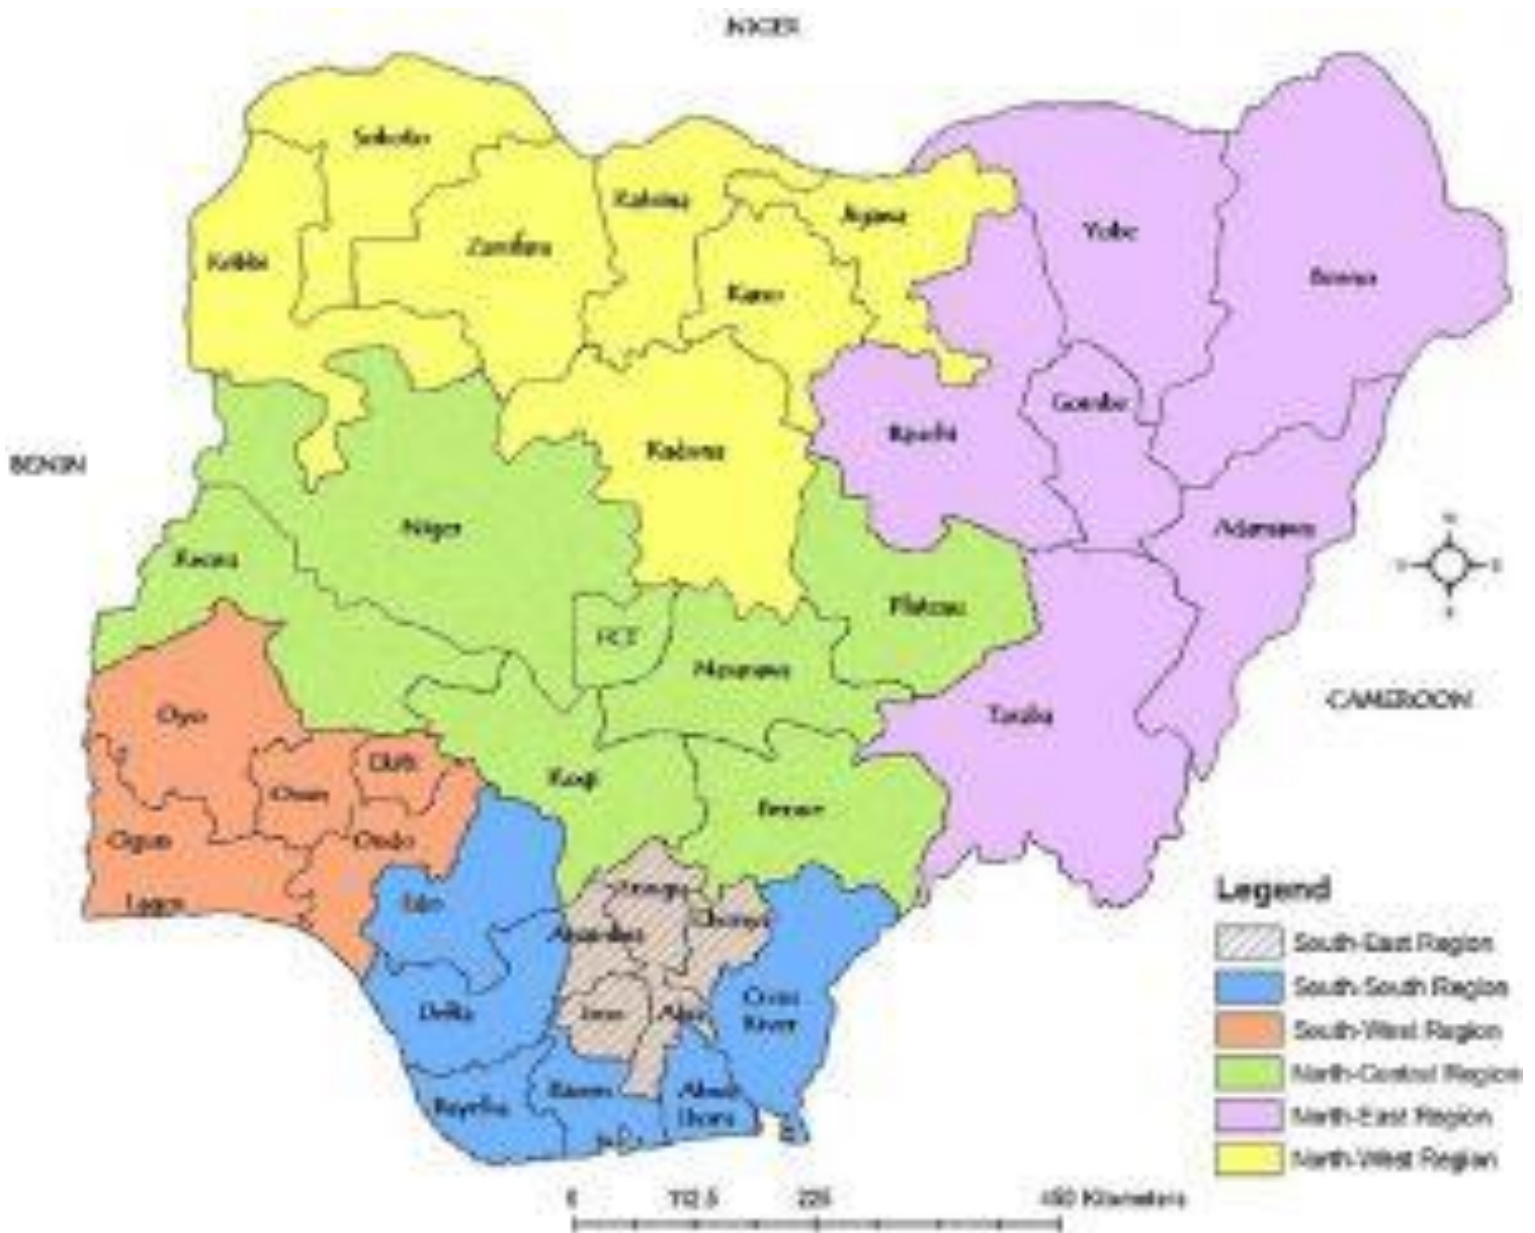 NIGER
Sokoto
Katsina
Jigawa
Yobe
Zamfara
Kebbi
Borno
Kano
Gombe
Bauchi
Kaduna
BENIN
Niger
Adamawa
Kwara
Plateau
FCT
Nasarawa
CAMEROON
Oyo
Taraba
Ekiti
Kogi
Osun
Benue
Ogun
Ondo
Enugu
Legend
Lagos
Edo
Ebonyi
Anambra
South-East Region
South-South Region
Cross
River
Delta
Imo
Abia
South-West Region
North-Central Region
Bayelsa
Rivers
Akwa
Ibom
North-East Region
North-West Region
0 112.5 225 450 Kilometers